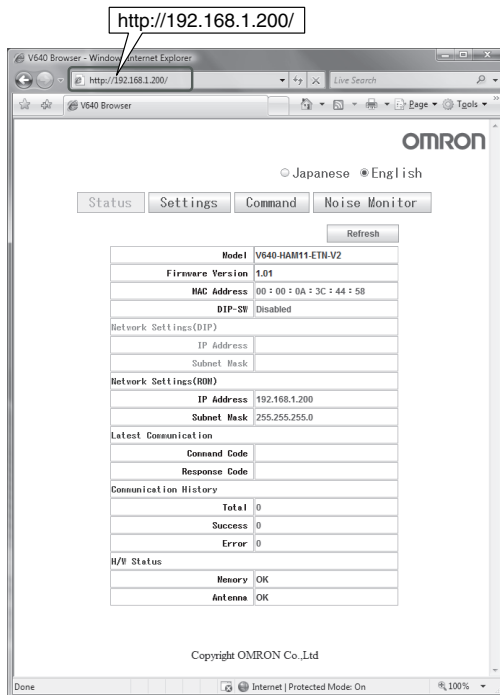 http://192.168.1.200/
V640 Browser - Windows Internet Explorer
http://192.168.1.200/
Live Search
V640 Browser
Page
Tools
OMRON
Japanese English
Status Settings Command Noise Monitor
Refresh
Model V640-HAM11-ETN-V2
Firmware Version 1.01
MAC Address 00 : 00 : 0A : 3C : 44 : 58
DIP-SW Disabled
Network Settings(DIP)
IP Address
Subnet Mask
Network Settings(ROM)
IP Address 192.168.1.200
Subnet Mask 255.255.255.0
Latest Communication
Command Code
Response Code
Communication History
Total 0
Success 0
Error 0
H/W Status
Memory OK
Antenna OK
Copyright OMRON Co.,Ltd
Done Internet | Protected Mode: On 100%